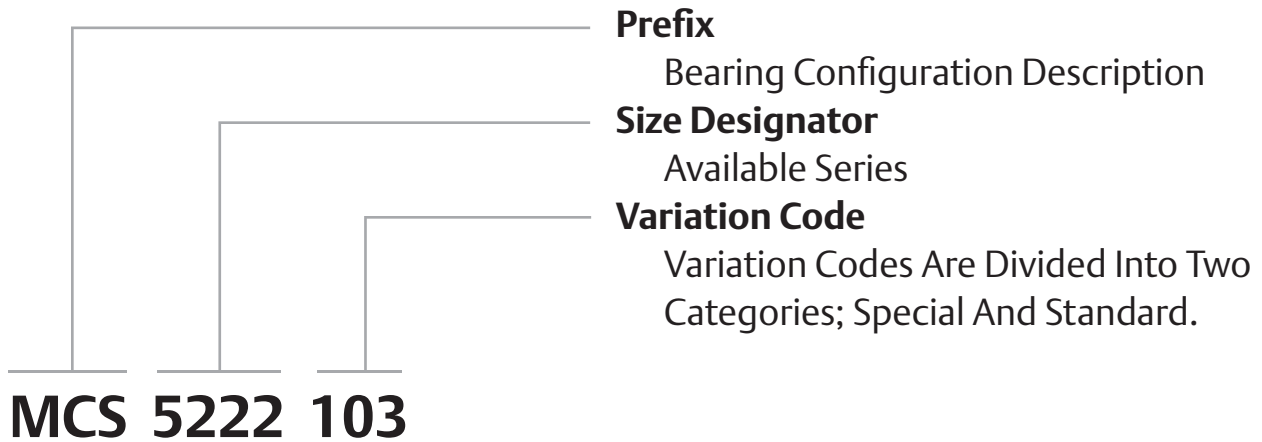 Prefix
Bearing Configuration Description
Size Designator
Available Series
Variation Code
Variation Codes Are Divided Into Two
Categories; Special And Standard.
MCS 5222 103